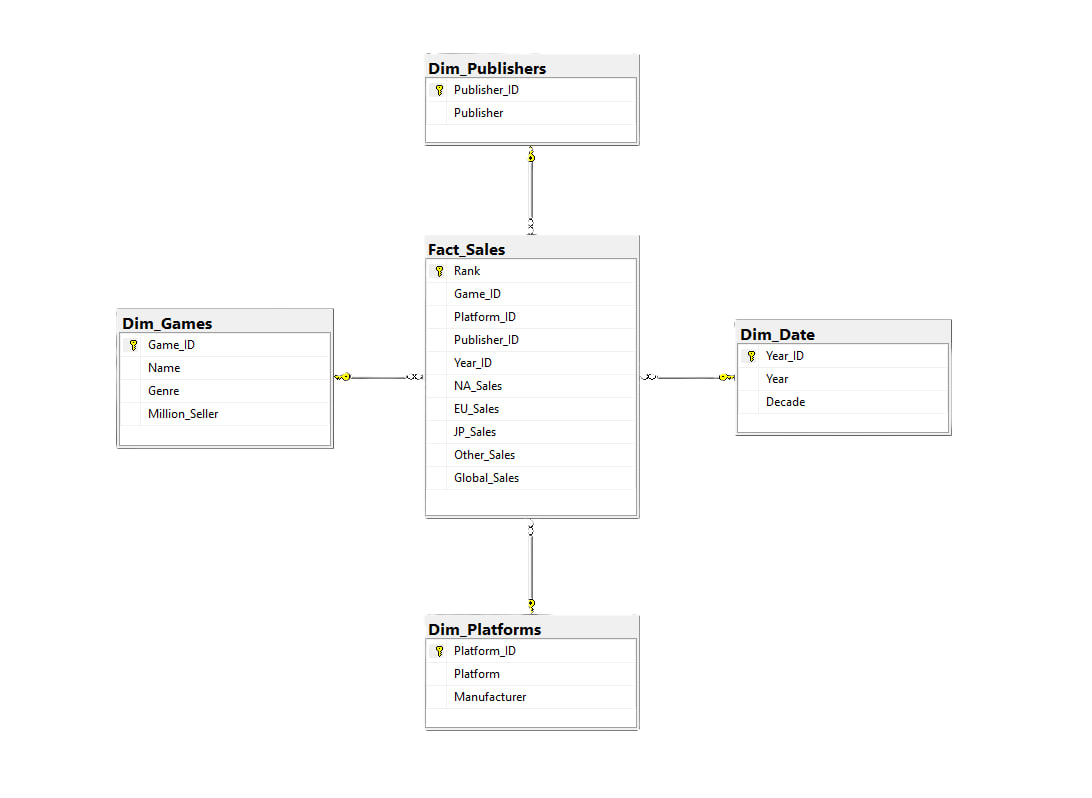 Dim_Publishers
Publisher_ID
Publisher
Fact_Sales
Rank
Game_ID
Platform_ID
Publisher_ID
Year_ID
NA_Sales
EU_Sales
JP_Sales
Other_Sales
Global_Sales
Dim_Games
Game_ID
Name
Genre
Million_Seller
Dim_Date
Year_ID
Year
Decade
Dim_Platforms
Platform_ID
Platform
Manufacturer